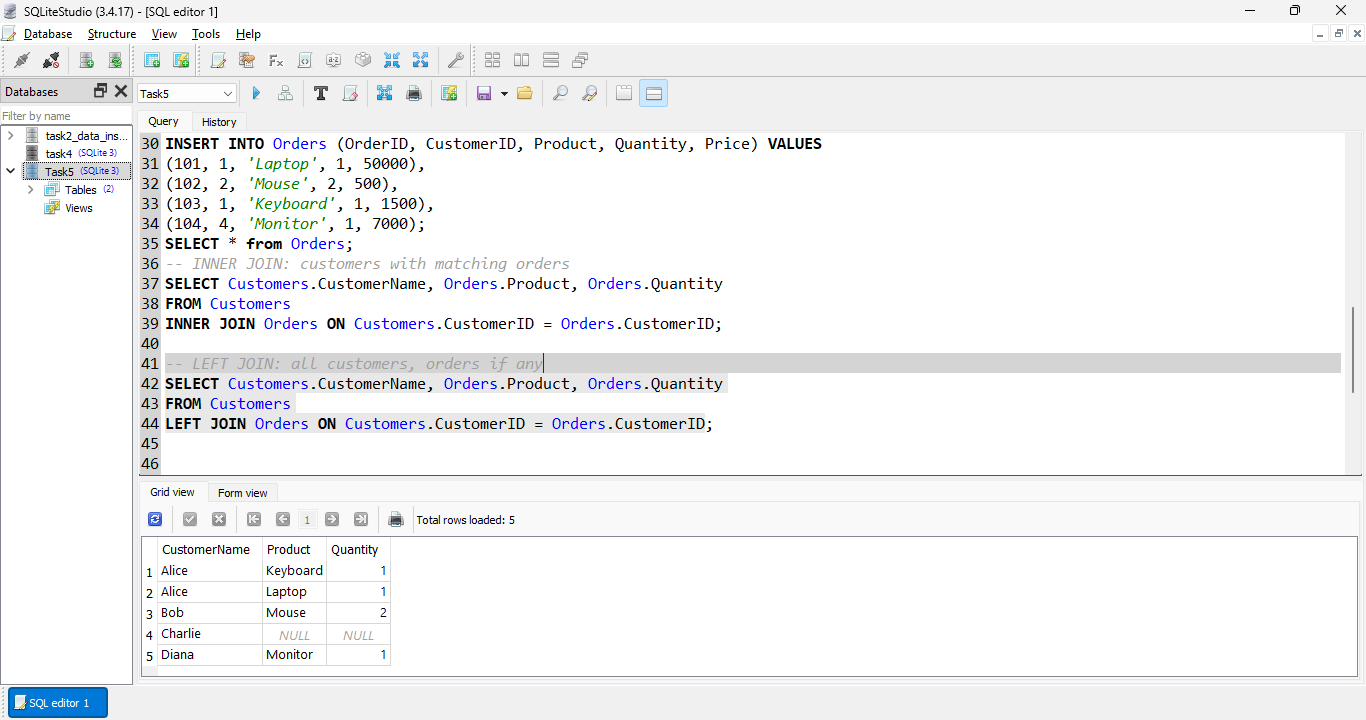 SQLiteStudio (3.4.17) - [SQL editor 1]
Database Structure View Tools Help
Databases
Task5
Filter by name
Query History
task2_data_ins...
task4 (SQLite 3)
Task5 (SQLite 3)
Tables (2)
Views
30 INSERT INTO Orders (OrderID, CustomerID, Product, Quantity, Price) VALUES
31 (101, 1, 'Laptop', 1, 50000),
32 (102, 2, 'Mouse', 2, 500),
33 (103, 1, 'Keyboard', 1, 1500),
34 (104, 4, 'Monitor', 1, 7000);
35 SELECT * from Orders;
36 -- INNER JOIN: customers with matching orders
37 SELECT Customers.CustomerName, Orders.Product, Orders.Quantity
38 FROM Customers
39 INNER JOIN Orders ON Customers.CustomerID = Orders.CustomerID;
40
41 -- LEFT JOIN: all customers, orders if any
42 SELECT Customers.CustomerName, Orders.Product, Orders.Quantity
43 FROM Customers
44 LEFT JOIN Orders ON Customers.CustomerID = Orders.CustomerID;
45
46
Grid view Form view
1 Total rows loaded: 5
CustomerName Product Quantity
1 Alice Keyboard 1
2 Alice Laptop 1
3 Bob Mouse 2
4 Charlie NULL NULL
5 Diana Monitor 1
SQL editor 1